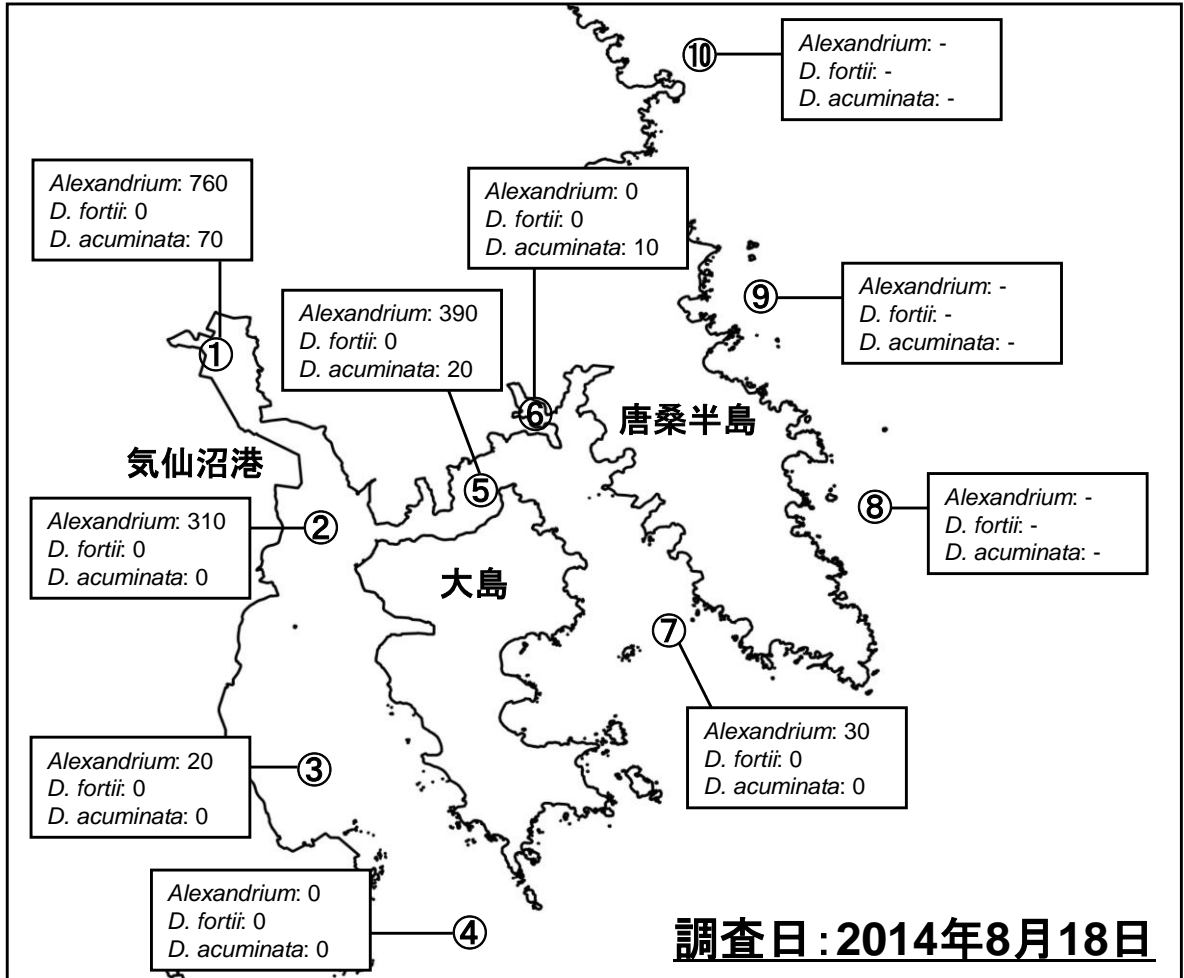 ⑩
Alexandrium: -
D. fortii: -
D. acuminata: -
Alexandrium: 760
D. fortii: 0
D. acuminata: 70
①
Alexandrium: 0
D. fortii: 0
D. acuminata: 10
⑥
⑨
Alexandrium: -
D. fortii: -
D. acuminata: -
Alexandrium: 390
D. fortii: 0
D. acuminata: 20
⑤
唐桑半島
気仙沼港
Alexandrium: 310
D. fortii: 0
D. acuminata: 0
②
⑧
Alexandrium: -
D. fortii: -
D. acuminata: -
大島
⑦
Alexandrium: 30
D. fortii: 0
D. acuminata: 0
Alexandrium: 20
D. fortii: 0
D. acuminata: 0
③
Alexandrium: 0
D. fortii: 0
D. acuminata: 0
④
調査日:2014年8月18日